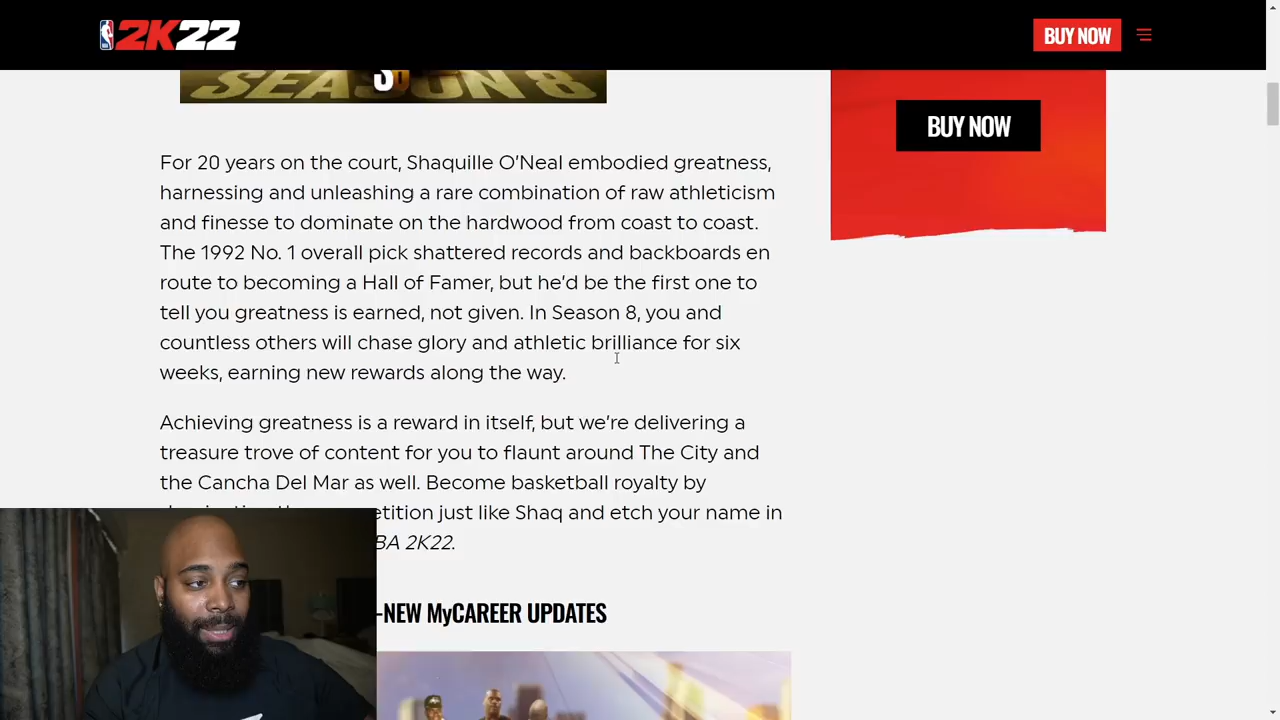 NBA 2K22
BUY NOW
SEASON 8
BUY NOW
For 20 years on the court, Shaquille O’Neal embodied greatness,
harnessing and unleashing a rare combination of raw athleticism
and finesse to dominate on the hardwood from coast to coast.
The 1992 No. 1 overall pick shattered records and backboards en
route to becoming a Hall of Famer, but he’d be the first one to
tell you greatness is earned, not given. In Season 8, you and
countless others will chase glory and athletic brilliance for six
weeks, earning new rewards along the way.
Achieving greatness is a reward in itself, but we’re delivering a
treasure trove of content for you to flaunt around The City and
the Cancha Del Mar as well. Become basketball royalty by
just like Shaq and etch your name in
2K22.
-NEW MyCAREER UPDATES